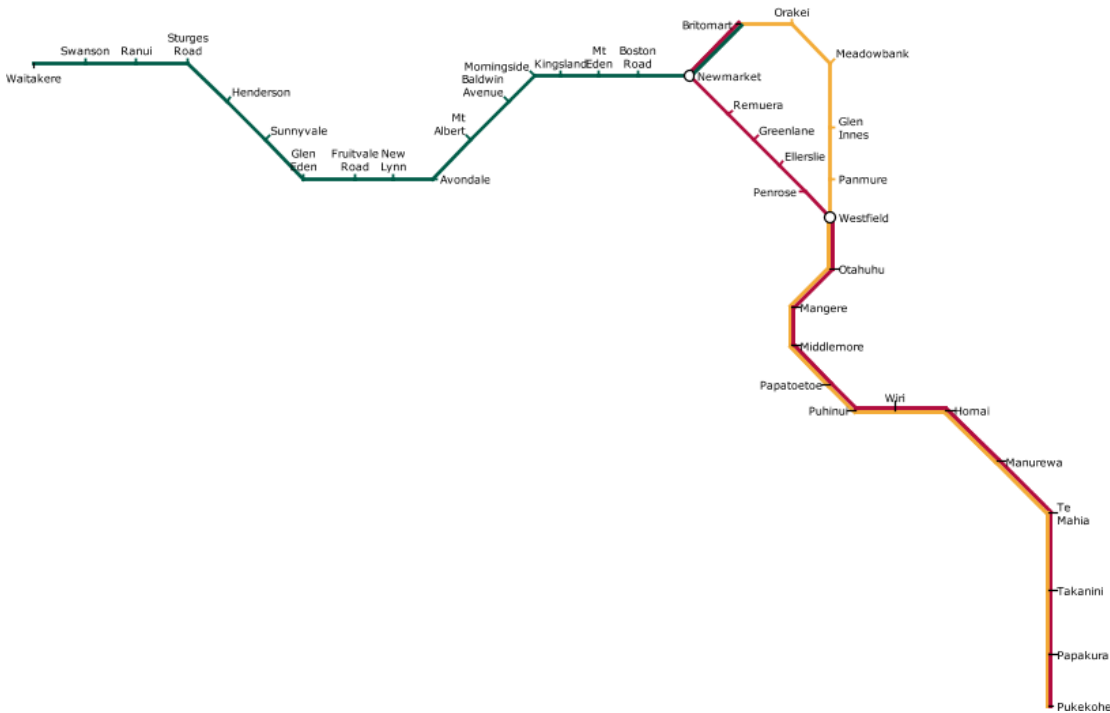 Waitakere
Swanson
Ranui
Sturges
Road
Henderson
Sunnyvale
Glen
Eden
Fruitvale
Road
New
Lynn
Avondale
Mt
Albert
Baldwin
Avenue
Morningside
Kingsland
Mt
Eden
Boston
Road
Newmarket
Britomart
Orakei
Meadowbank
Glen
Innes
Panmure
Remuera
Greenlane
Ellerslie
Penrose
Westfield
Otahuhu
Mangere
Middlemore
Papatoetoe
Puhinui
Wiri
Homai
Manurewa
Te
Mahia
Takanini
Papakura
Pukekohe